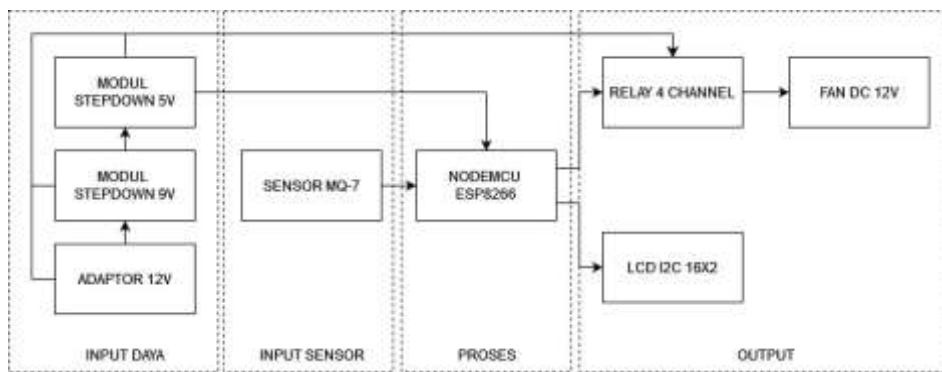 MODUL
STEPDOWN 5V
MODUL
STEPDOWN 9V
ADAPTOR 12V
INPUT DAYA
SENSOR MQ-7
INPUT SENSOR
NODEMCU
ESP8266
PROSES
RELAY 4 CHANNEL
FAN DC 12V
LCD I2C 16X2
OUTPUT